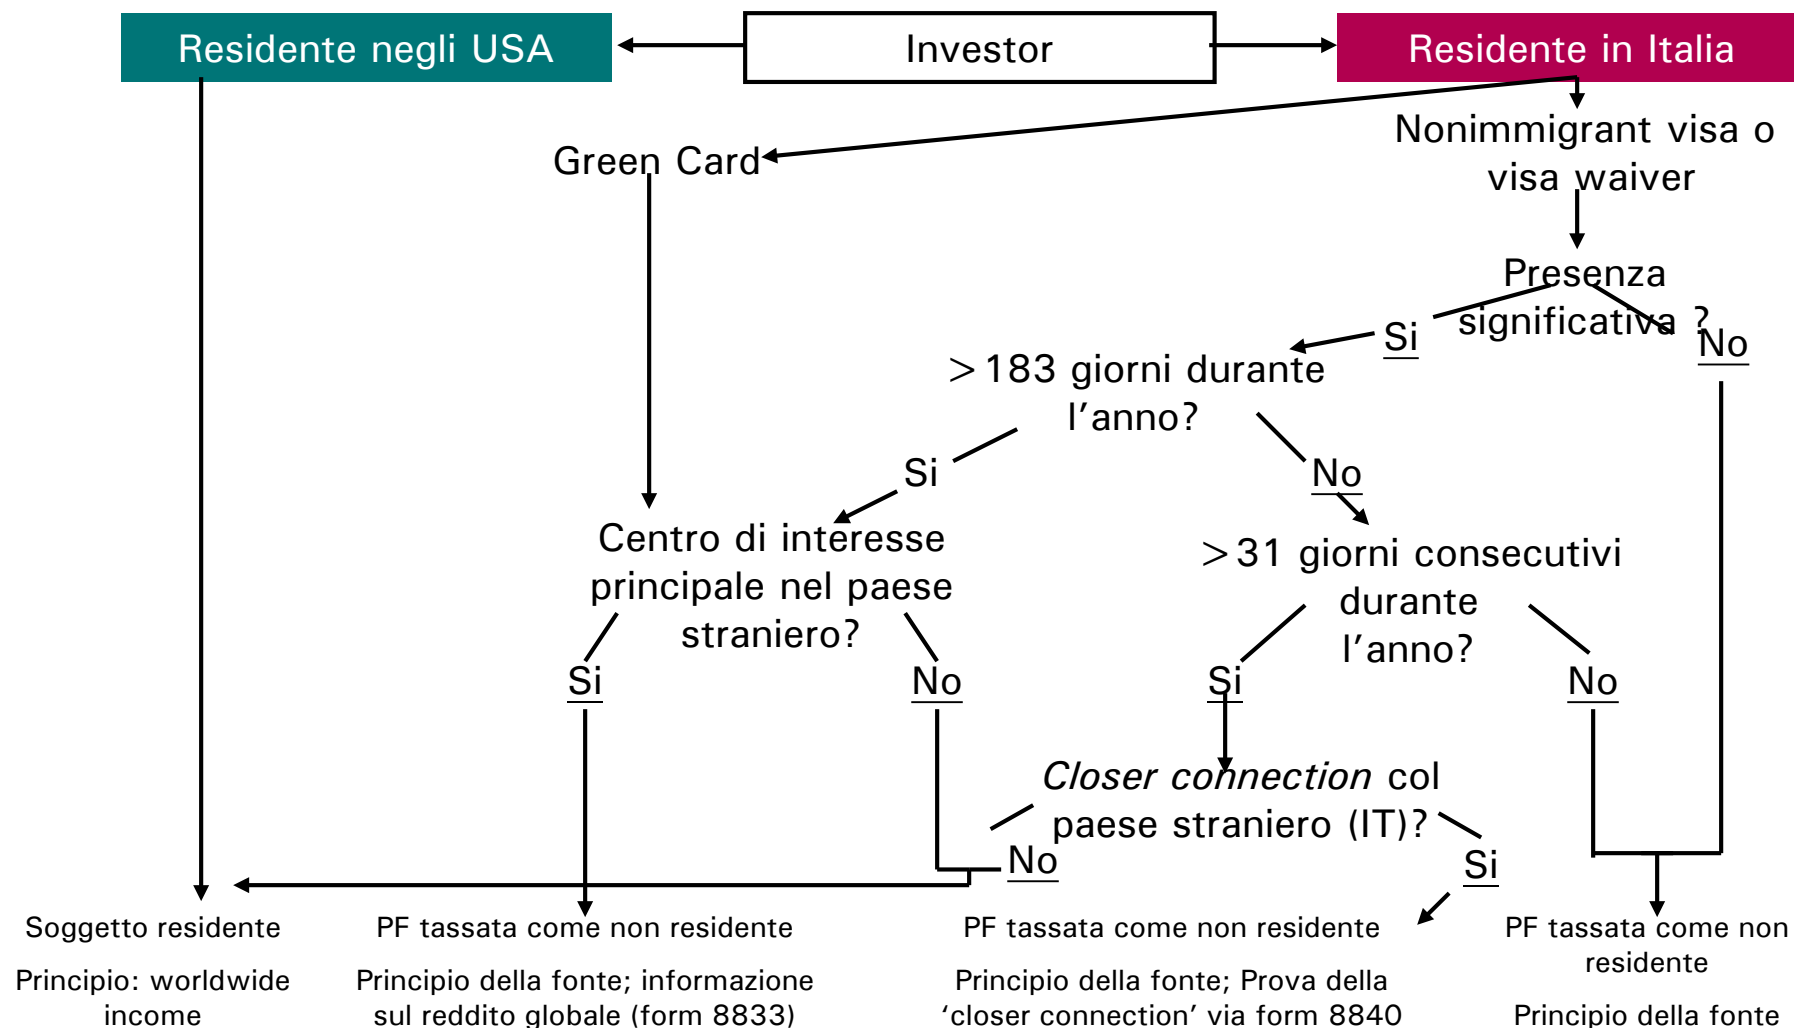 Residente negli USA
Investor
Residente in Italia
Green Card
Nonimmigrant visa o
visa waiver
Presenza
significativa ?
Si
No
>183 giorni durante
l'anno?
Si
No
Centro di interesse
principale nel paese
straniero?
>31 giorni consecutivi
durante
l'anno?
Si
No
Si
No
Closer connection col
paese straniero (IT)?
No
Si
Soggetto residente
Principio: worldwide
income
PF tassata come non residente
Principio della fonte; informazione
sul reddito globale (form 8833)
PF tassata come non residente
Principio della fonte; Prova della
'closer connection' via form 8840
PF tassata come non
residente
Principio della fonte